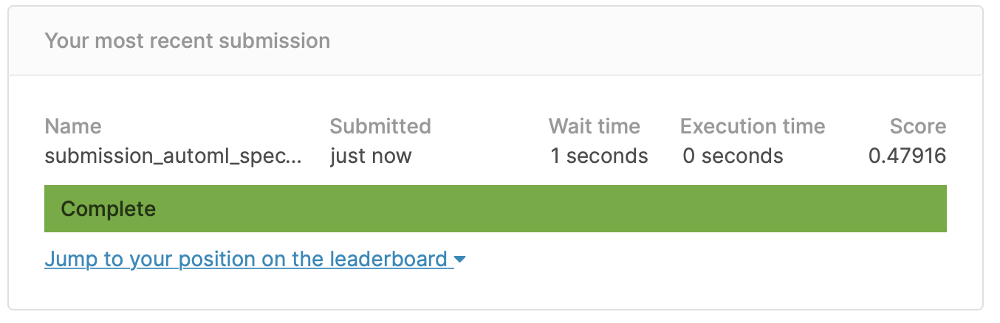 Your most recent submission
Name Submitted Wait time Execution time Score
submission_automl_spec... just now 1 seconds 0 seconds 0.47916
Complete
Jump to your position on the leaderboard